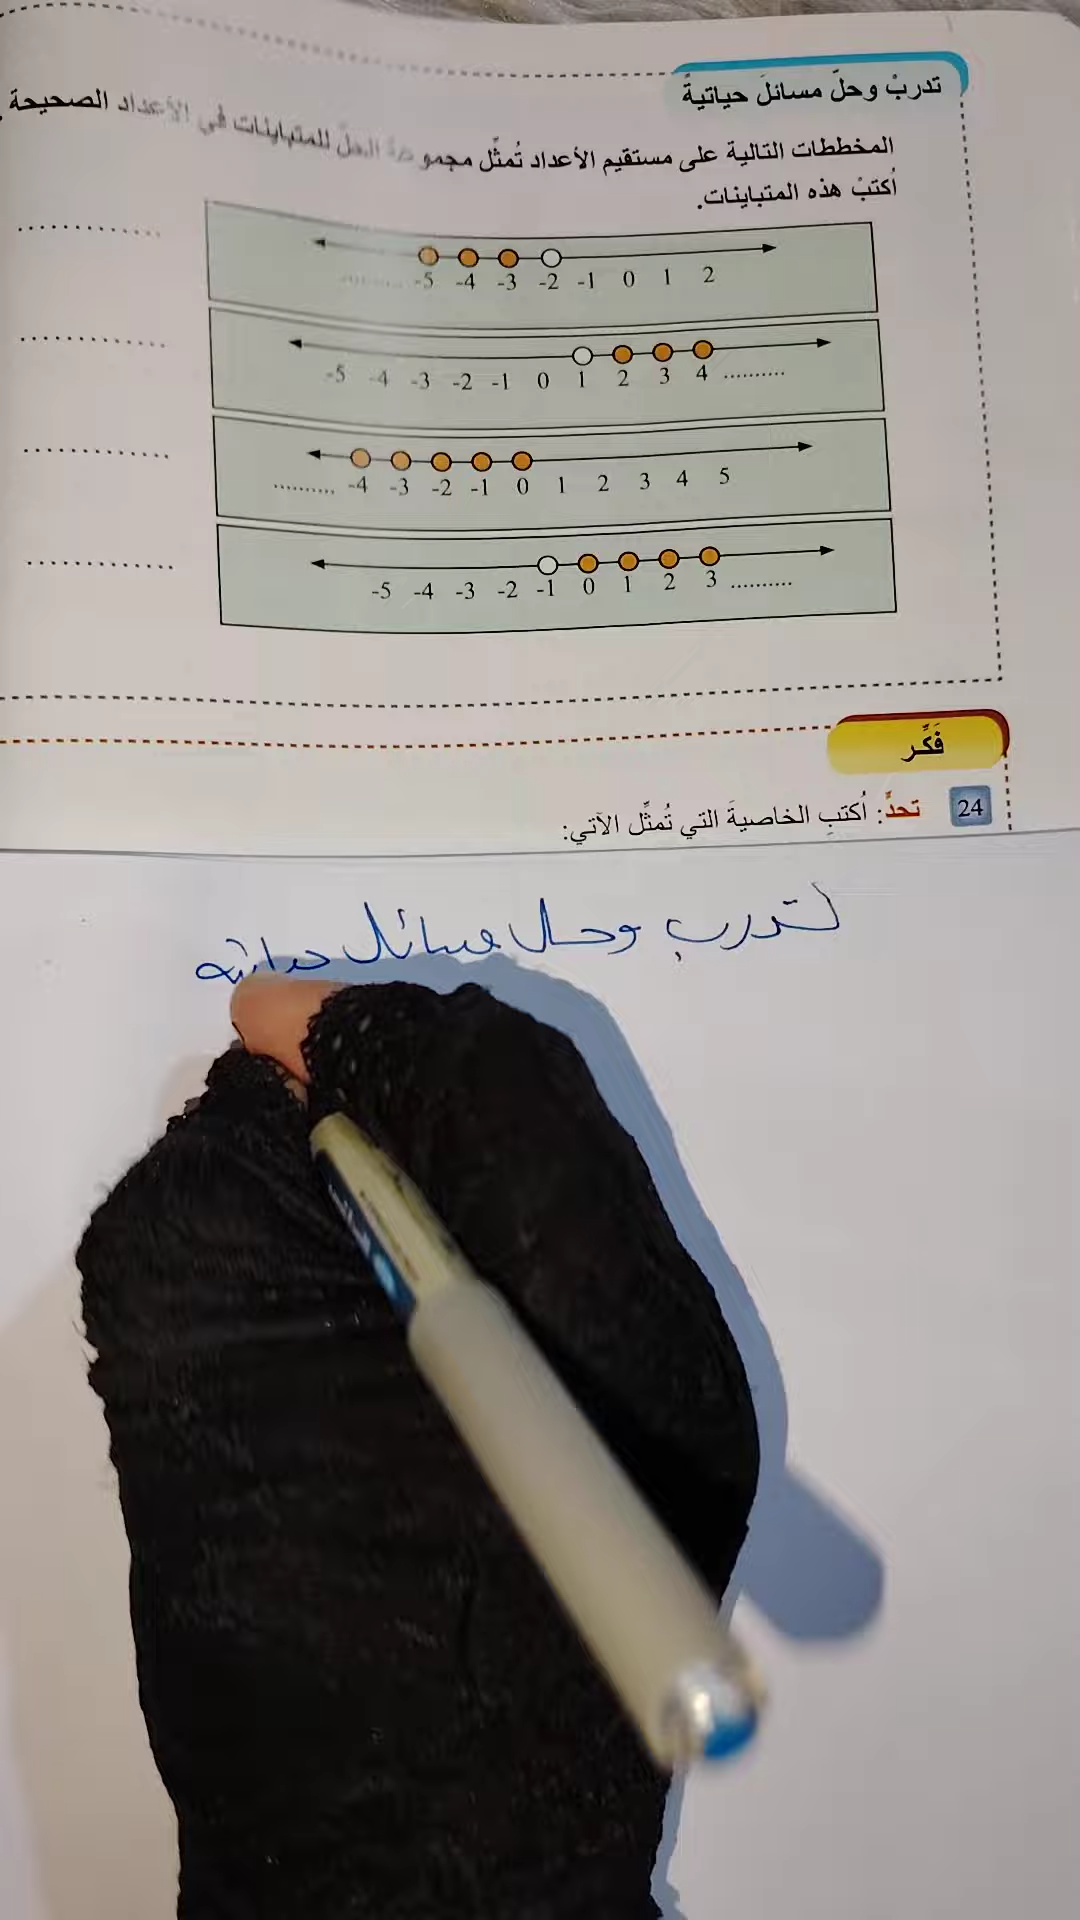 تدربْ وحلّ مسائلَ حياتيةً
المخططات التالية على مستقيم الأعداد تُمثِّل مجموعة الحلّ للمتباينات في الأعداد الصحيحة .
أكتبْ هذه المتباينات.
......... -5 -4 -3 -2 -1 0 1 2 ............
-5 -4 -3 -2 -1 0 1 2 3 4 .......... ............
.......... -4 -3 -2 -1 0 1 2 3 4 5 ............
-5 -4 -3 -2 -1 0 1 2 3 .......... ............
فَكِّر
24 تحدٍّ: أكتبِ الخاصيةَ التي تُمثِّل الآتي:
لتدرب وحل مسائل حياتيه